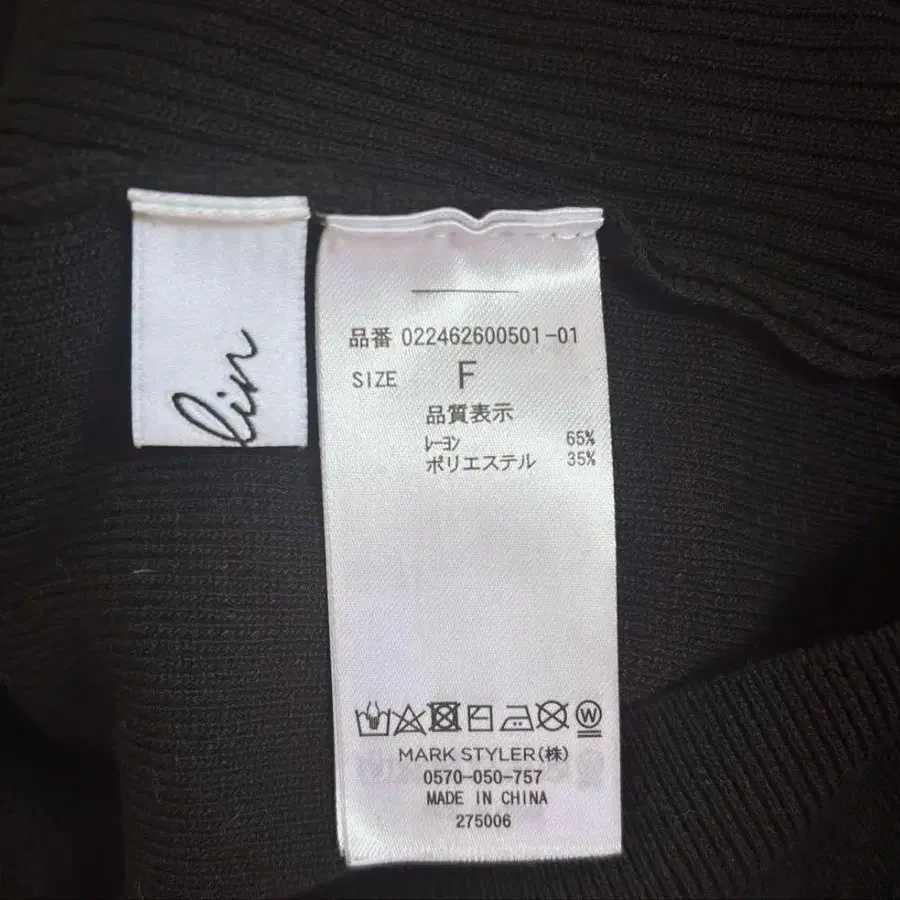 lin
品番 022462600501-01
SIZE F
品質表示
レーヨン 65%
ポリエステル 35%
W
MARK STYLER(株)
0570-050-757
MADE IN CHINA
275006